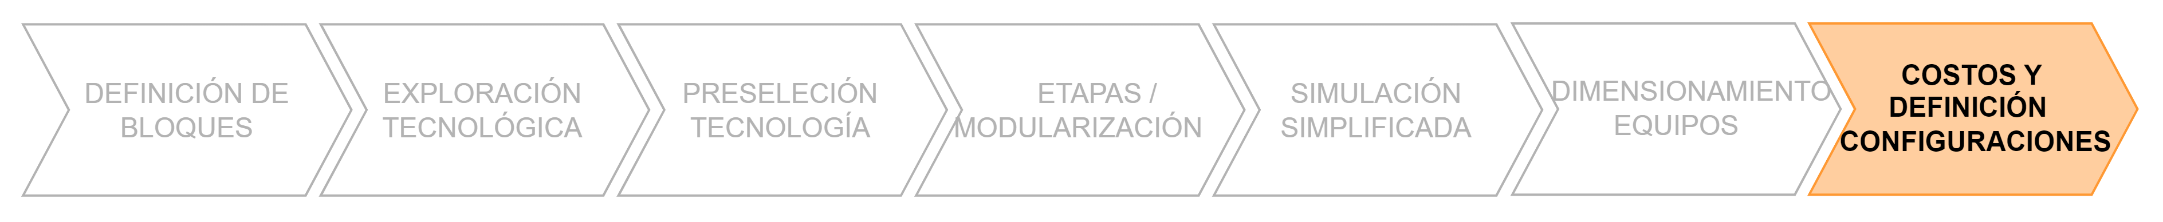 DEFINICIÓN DE
BLOQUES
EXPLORACIÓN
TECNOLÓGICA
PRESELECIÓN
TECNOLOGÍA
ETAPAS /
MODULARIZACIÓN
SIMULACIÓN
SIMPLIFICADA
DIMENSIONAMIENTO
EQUIPOS
COSTOS Y
DEFINICIÓN
CONFIGURACIONES